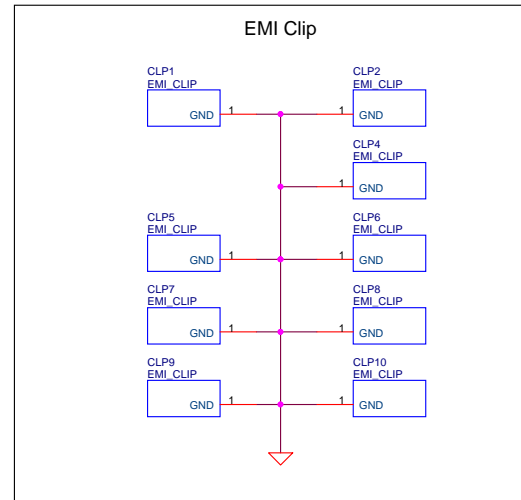 EMI Clip
CLP1
EMI_CLIP
GND
1
CLP2
EMI_CLIP
1
GND
CLP4
EMI_CLIP
1
GND
CLP5
EMI_CLIP
GND
1
CLP6
EMI_CLIP
1
GND
CLP7
EMI_CLIP
GND
1
CLP8
EMI_CLIP
1
GND
CLP9
EMI_CLIP
GND
1
CLP10
EMI_CLIP
1
GND